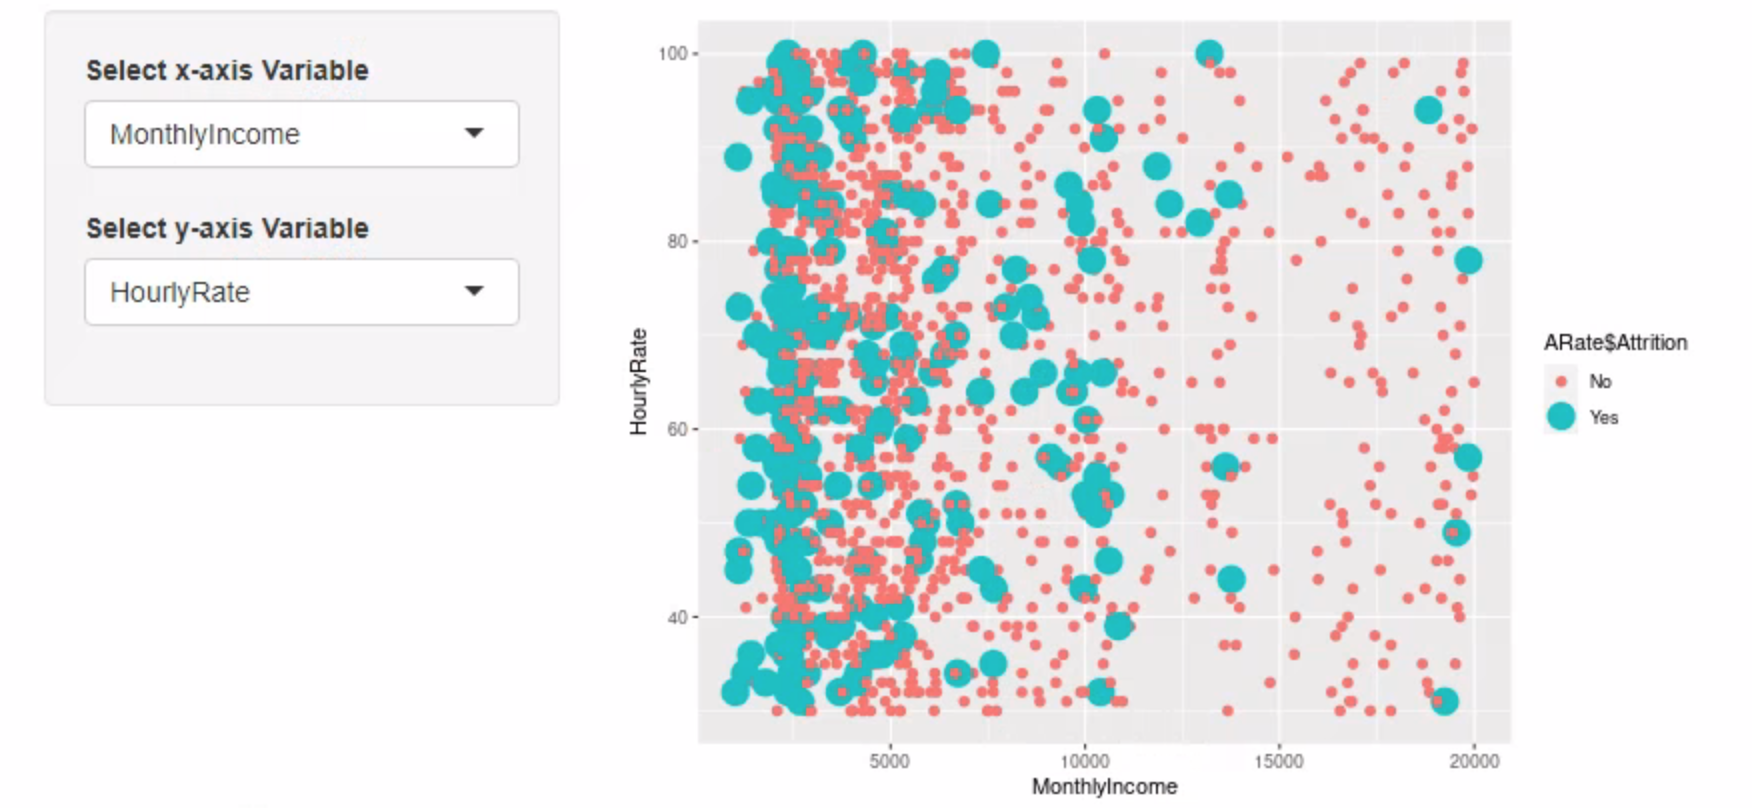 Select x-axis Variable
MonthlyIncome
Select y-axis Variable
HourlyRate
100
80
60
40
HourlyRate
5000
10000
15000
20000
MonthlyIncome
ARate$Attrition
No
Yes